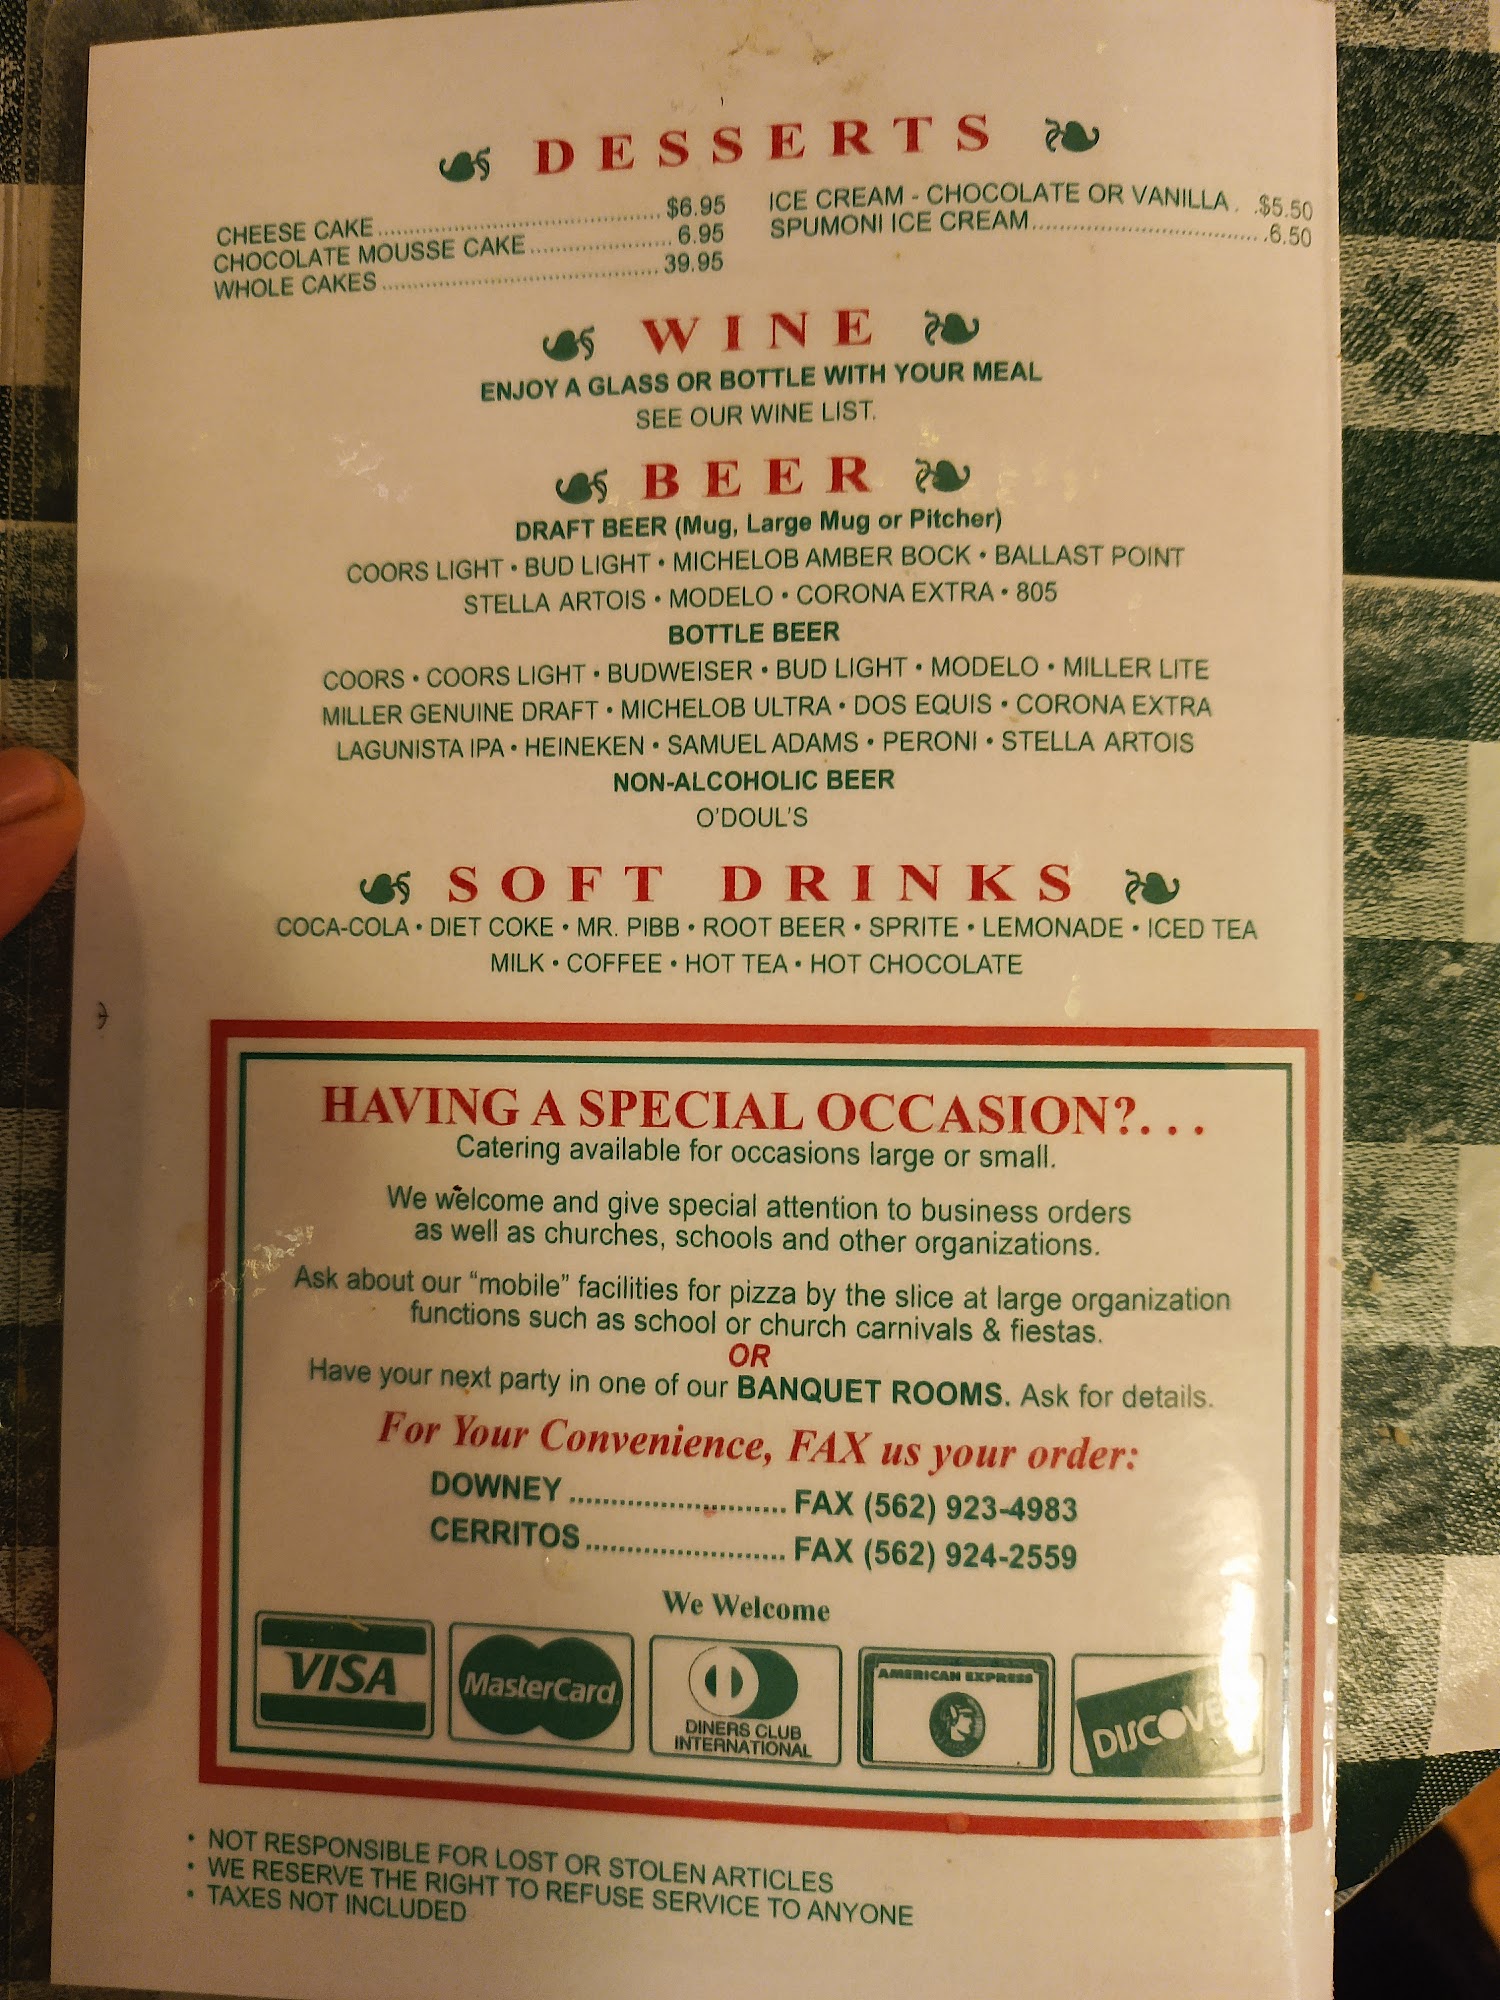 DESSERTS
CHEESE CAKE ........................................ $6.95
CHOCOLATE MOUSSE CAKE .................... 6.95
WHOLE CAKES ....................................... 39.95
ICE CREAM - CHOCOLATE OR VANILLA . .$5.50
SPUMONI ICE CREAM ................................ .6.50
WINE
ENJOY A GLASS OR BOTTLE WITH YOUR MEAL
SEE OUR WINE LIST.
BEER
DRAFT BEER (Mug, Large Mug or Pitcher)
COORS LIGHT • BUD LIGHT • MICHELOB AMBER BOCK • BALLAST POINT
STELLA ARTOIS • MODELO • CORONA EXTRA • 805
BOTTLE BEER
COORS • COORS LIGHT • BUDWEISER • BUD LIGHT • MODELO • MILLER LITE
MILLER GENUINE DRAFT • MICHELOB ULTRA • DOS EQUIS • CORONA EXTRA
LAGUNISTA IPA • HEINEKEN • SAMUEL ADAMS • PERONI • STELLA ARTOIS
NON-ALCOHOLIC BEER
O'DOUL'S
SOFT DRINKS
COCA-COLA • DIET COKE • MR. PIBB • ROOT BEER • SPRITE • LEMONADE • ICED TEA
MILK • COFFEE • HOT TEA • HOT CHOCOLATE
HAVING A SPECIAL OCCASION?. . .
Catering available for occasions large or small.
We welcome and give special attention to business orders
as well as churches, schools and other organizations.
Ask about our “mobile” facilities for pizza by the slice at large organization
functions such as school or church carnivals & fiestas.
OR
Have your next party in one of our BANQUET ROOMS. Ask for details.
For Your Convenience, FAX us your order:
DOWNEY .......................... FAX (562) 923-4983
CERRITOS ........................ FAX (562) 924-2559
We Welcome
VISA
MasterCard
DINERS CLUB
INTERNATIONAL
AMERICAN EXPRESS
DISCOVER
• NOT RESPONSIBLE FOR LOST OR STOLEN ARTICLES
• WE RESERVE THE RIGHT TO REFUSE SERVICE TO ANYONE
• TAXES NOT INCLUDED